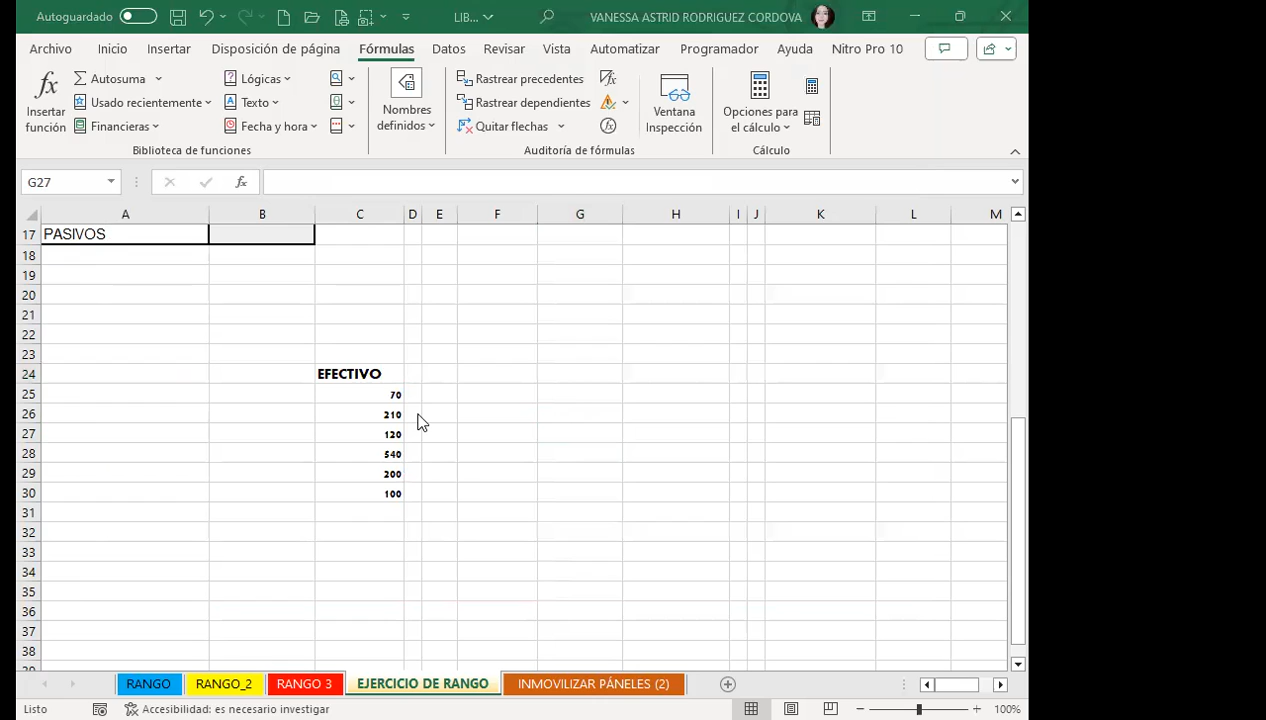 Autoguardado LIB... VANESSA ASTRID RODRIGUEZ CORDOVA
Archivo Inicio Insertar Disposición de página Fórmulas Datos Revisar Vista Automatizar Programador Ayuda Nitro Pro 10
fx Insertar función
Autosuma
Usado recientemente
Financieras
Lógicas
Texto
Fecha y hora
Biblioteca de funciones
Nombres definidos
Rastrear precedentes
Rastrear dependientes
Quitar flechas
Ventana Inspección
Auditoría de fórmulas
Opciones para el cálculo
Cálculo
G27 fx
A B C D E F G H I J K L M
17 PASIVOS
18
19
20
21
22
23
24 EFECTIVO
25 70
26 210
27 120
28 540
29 200
30 100
31
32
33
34
35
36
37
38
RANGO RANGO_2 RANGO 3 EJERCICIO DE RANGO INMOVILIZAR PÁNELES (2)
Listo Accesibilidad: es necesario investigar 100%